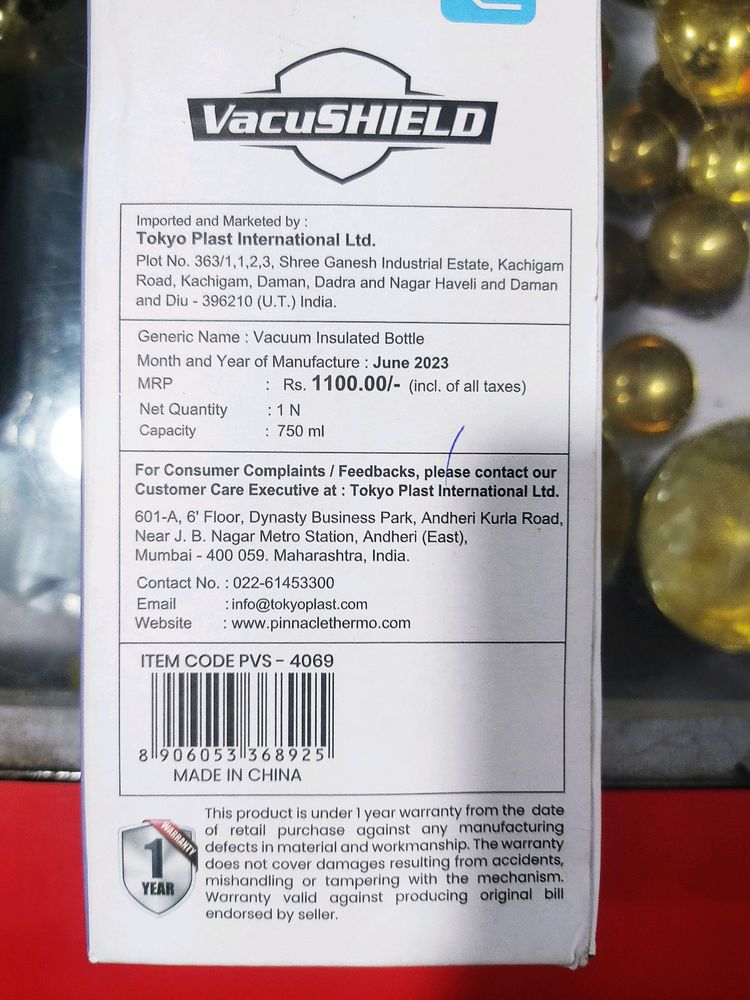 VacuSHIELD
Imported and Marketed by :
Tokyo Plast International Ltd.
Plot No. 363/1,1,2,3, Shree Ganesh Industrial Estate, Kachigam
Road, Kachigam, Daman, Dadra and Nagar Haveli and Daman
and Diu - 396210 (U.T.) India.
Generic Name : Vacuum Insulated Bottle
Month and Year of Manufacture : June 2023
MRP : Rs. 1100.00/- (incl. of all taxes)
Net Quantity : 1 N
Capacity : 750 ml
For Consumer Complaints / Feedbacks, please contact our
Customer Care Executive at : Tokyo Plast International Ltd.
601-A, 6' Floor, Dynasty Business Park, Andheri Kurla Road,
Near J. B. Nagar Metro Station, Andheri (East),
Mumbai - 400 059. Maharashtra, India.
Contact No. : 022-61453300
Email : info@tokyoplast.com
Website : www.pinnaclethermo.com
ITEM CODE PVS - 4069
8 906053 368925
MADE IN CHINA
WARRANTY
1
YEAR
This product is under 1 year warranty from the date
of retail purchase against any manufacturing
defects in material and workmanship. The warranty
does not cover damages resulting from accidents,
mishandling or tampering with the mechanism.
Warranty valid against producing original bill
endorsed by seller.